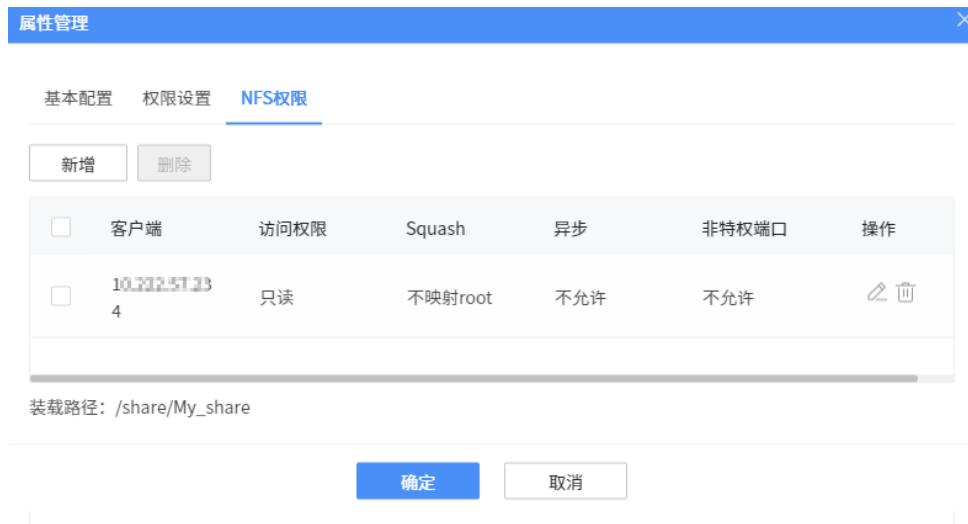 属性管理
基本配置 权限设置 NFS权限
新增 删除
客户端 访问权限 Squash 异步 非特权端口 操作
只读 不映射root 不允许 不允许
4
装载路径：/share/My_share
确定 取消